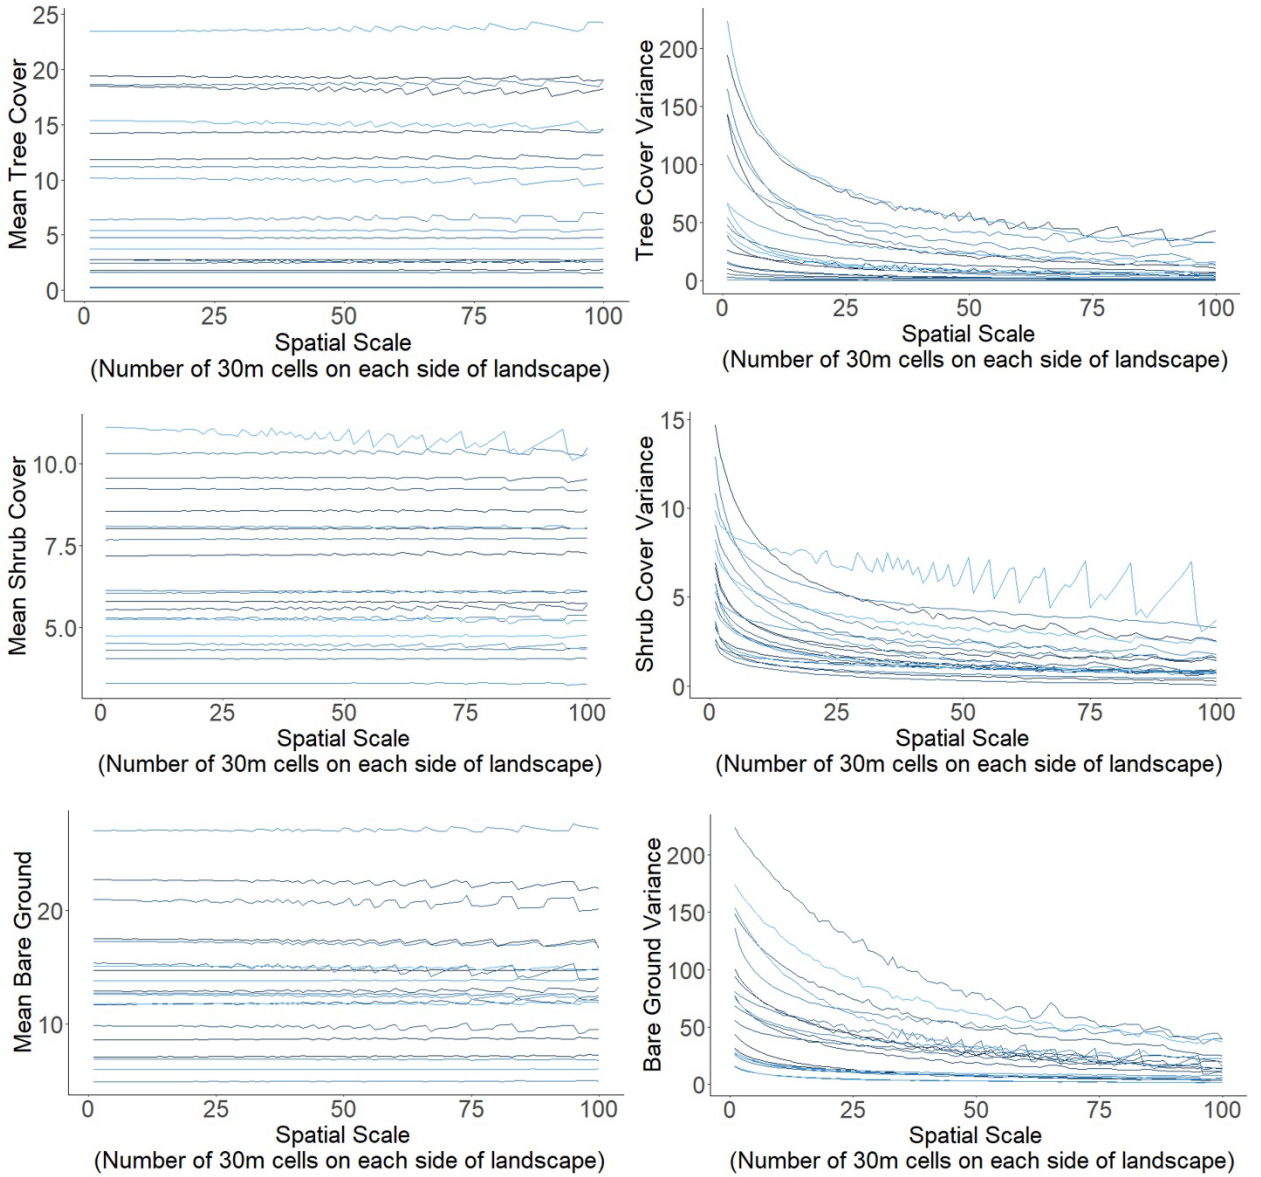 Mean Tree Cover
25
20
15
10
5
0
0 25 50 75 100
Spatial Scale
(Number of 30m cells on each side of landscape)
Tree Cover Variance
200
150
100
50
0
0 25 50 75 100
Spatial Scale
(Number of 30m cells on each side of landscape)
Mean Shrub Cover
10.0
7.5
5.0
0 25 50 75 100
Spatial Scale
(Number of 30m cells on each side of landscape)
Shrub Cover Variance
15
10
5
0
0 25 50 75 100
Spatial Scale
(Number of 30m cells on each side of landscape)
Mean Bare Ground
20
10
0 25 50 75 100
Spatial Scale
(Number of 30m cells on each side of landscape)
Bare Ground Variance
200
150
100
50
0
0 25 50 75 100
Spatial Scale
(Number of 30m cells on each side of landscape)